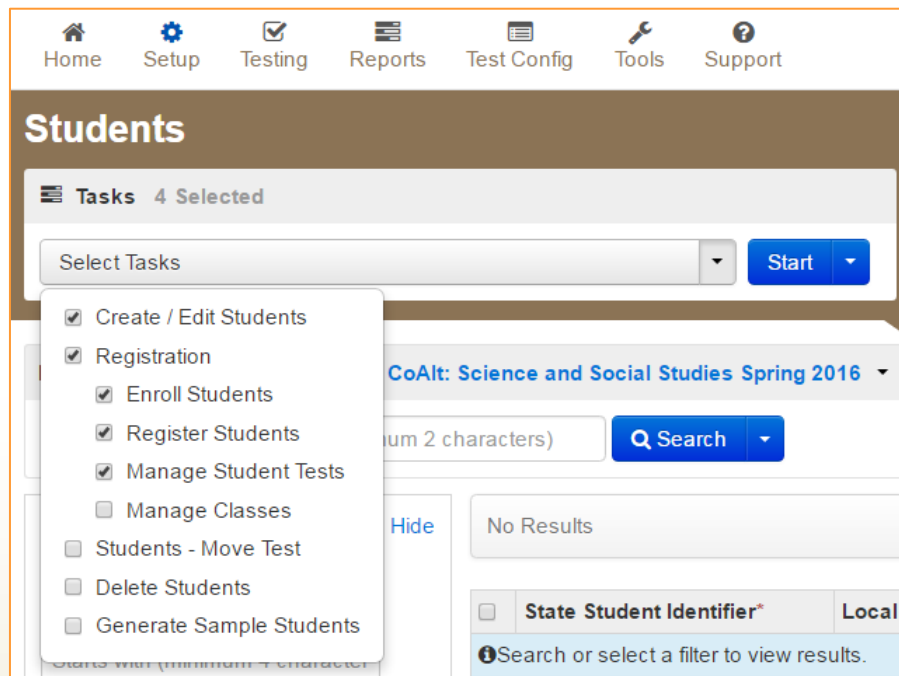 Home Setup Testing Reports Test Config Tools Support
Students
Tasks 4 Selected
Select Tasks
Start
Create / Edit Students
Registration
Enroll Students
Register Students
Manage Student Tests
Manage Classes
Students - Move Test
Delete Students
Generate Sample Students
CoAlt: Science and Social Studies Spring 2016
2 characters)
Search
Hide
No Results
State Student Identifier* Local
Search or select a filter to view results.